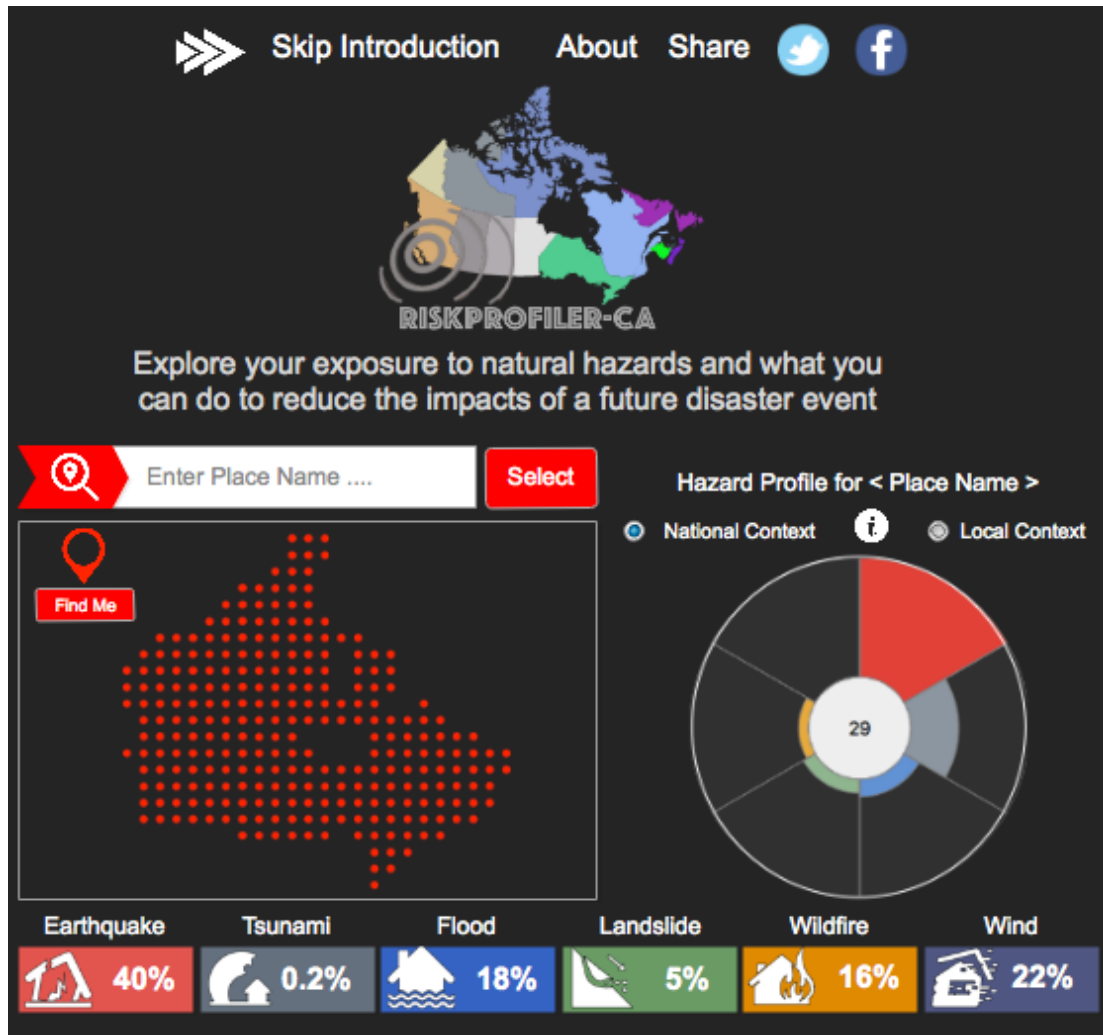 Skip Introduction About Share
RISKPROFILER-CA
Explore your exposure to natural hazards and what you
can do to reduce the impacts of a future disaster event
Enter Place Name ....
Select
Hazard Profile for < Place Name >
National Context i Local Context
Find Me
29
Earthquake Tsunami Flood Landslide Wildfire Wind
40% 0.2% 18% 5% 16% 22%